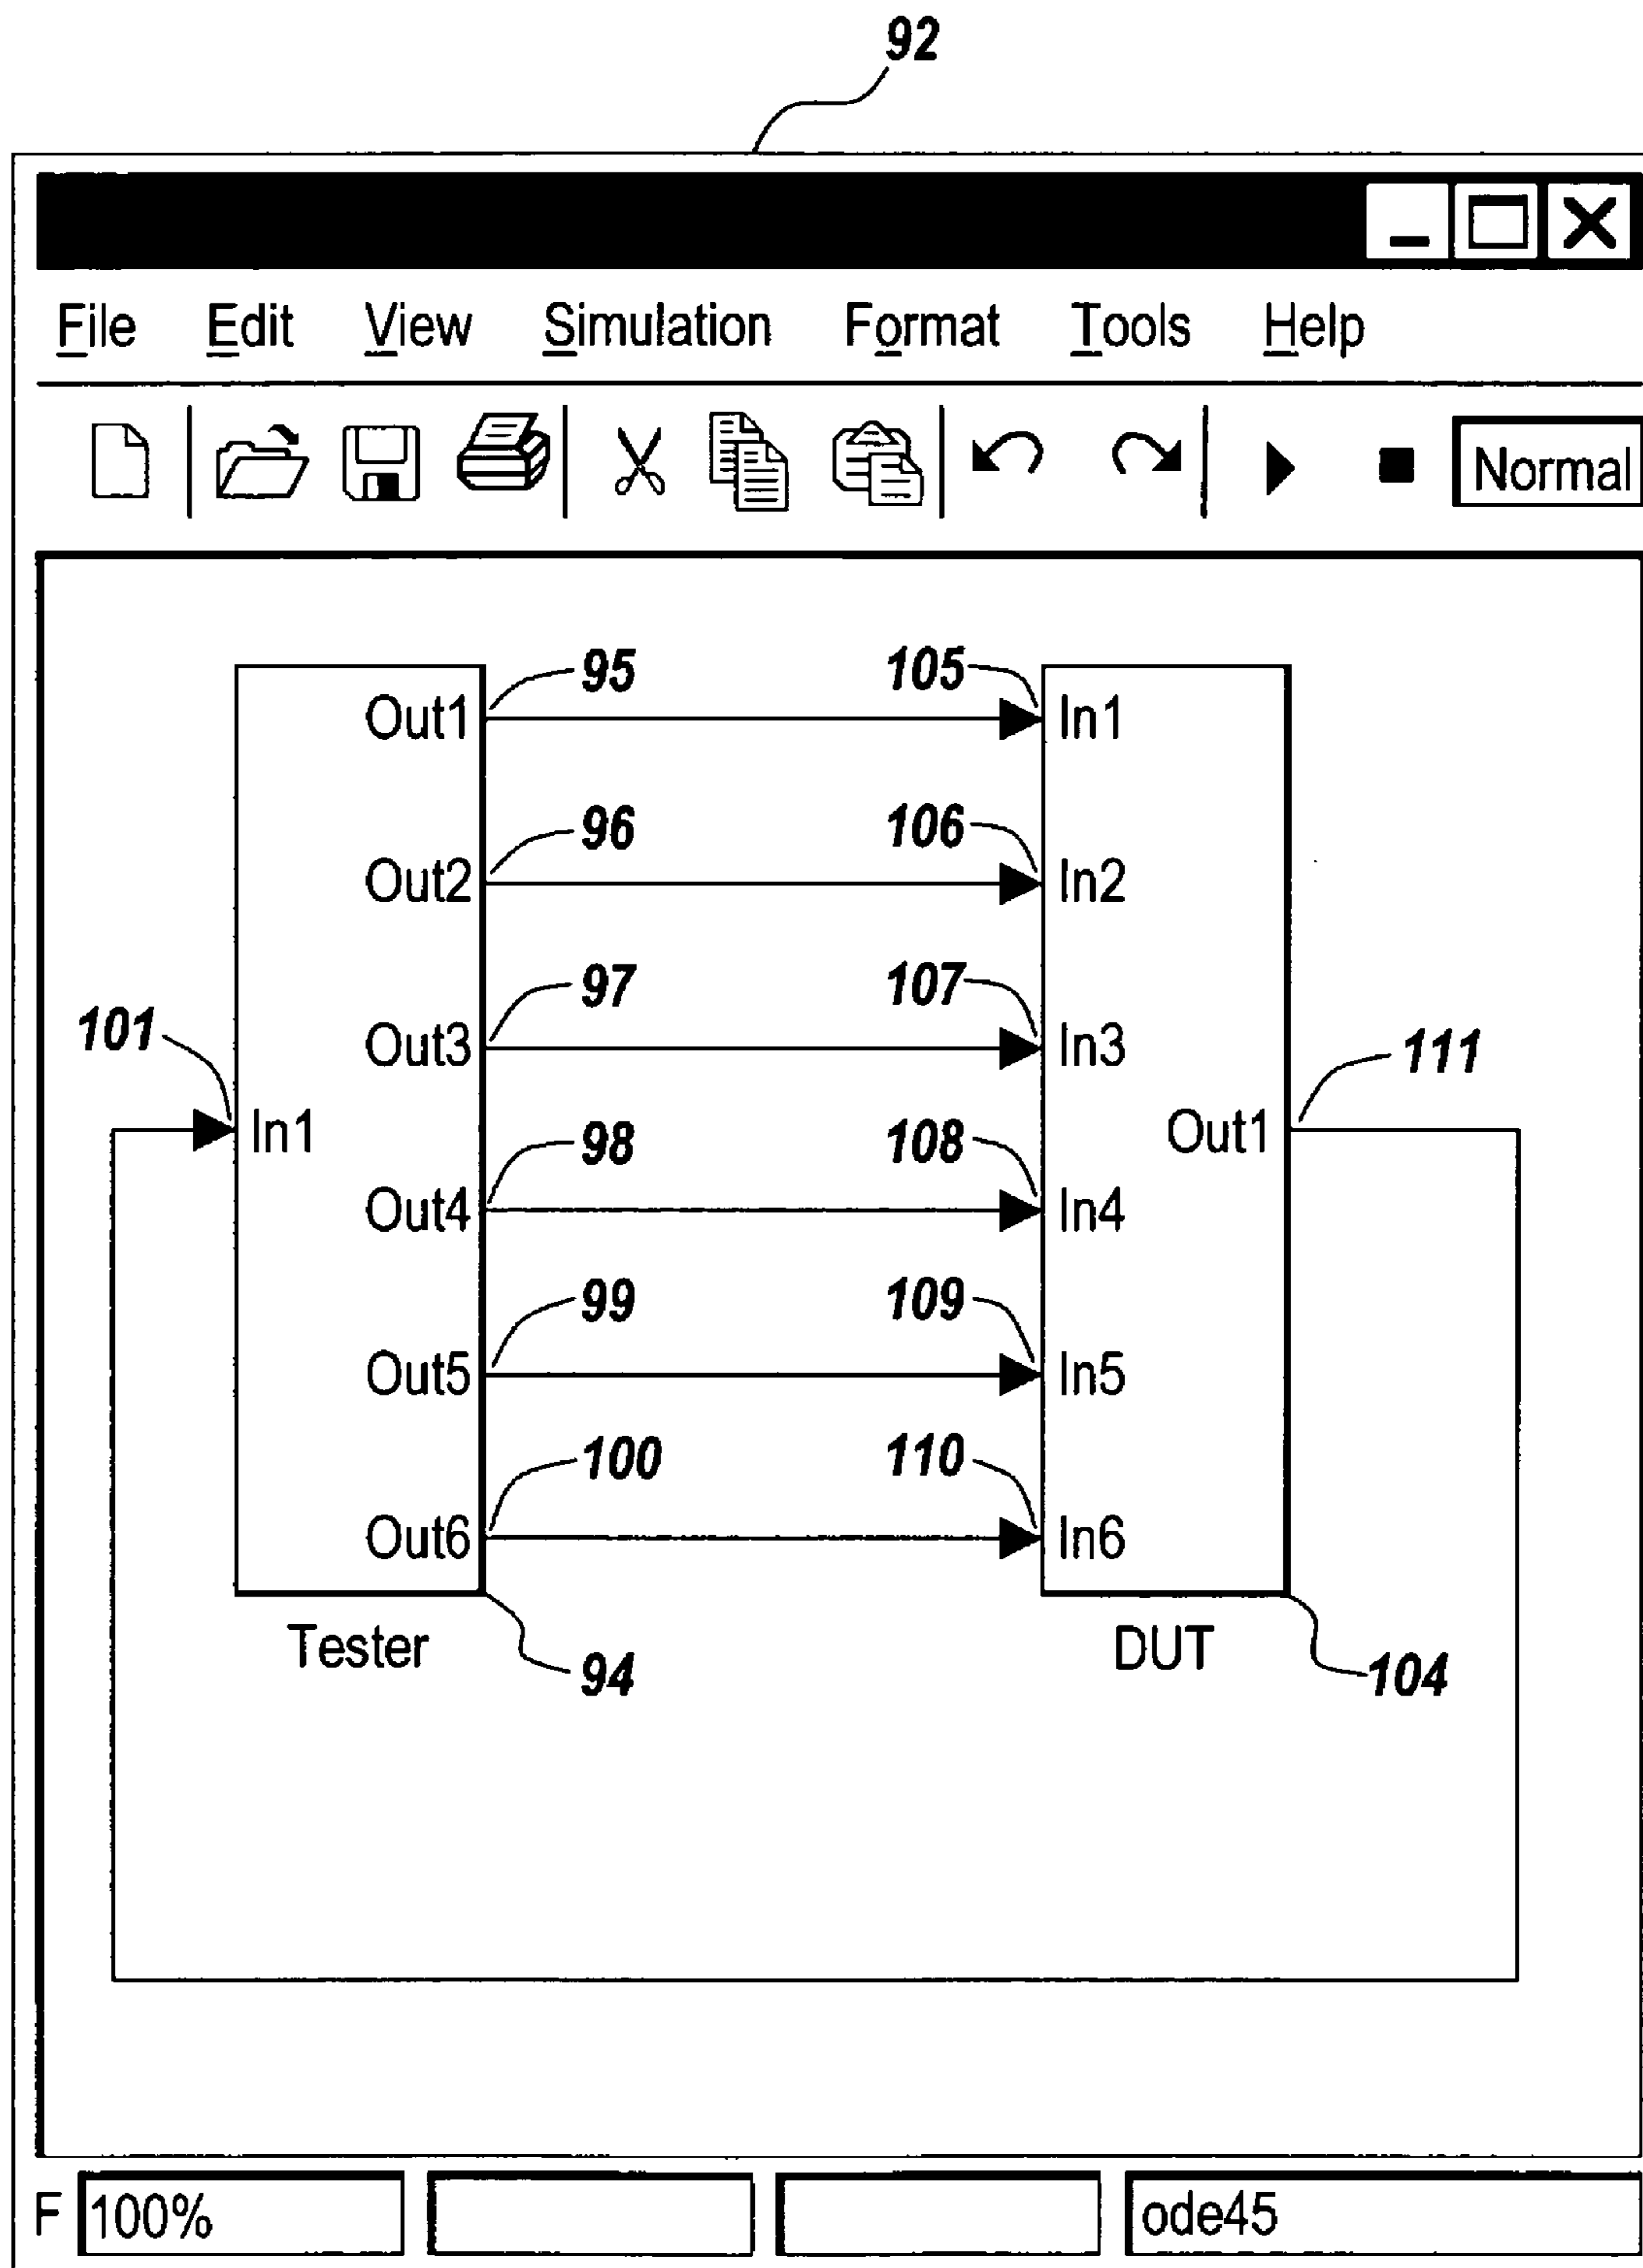 92
File Edit View Simulation Format Tools Help
Normal
Out1 95 105 In1
Out2 96 106 In2
Out3 97 107 In3
101 In1 Out1 111
Out4 98 108 In4
Out5 99 109 In5
Out6 100 110 In6
Tester 94 DUT 104
F 100% ode45